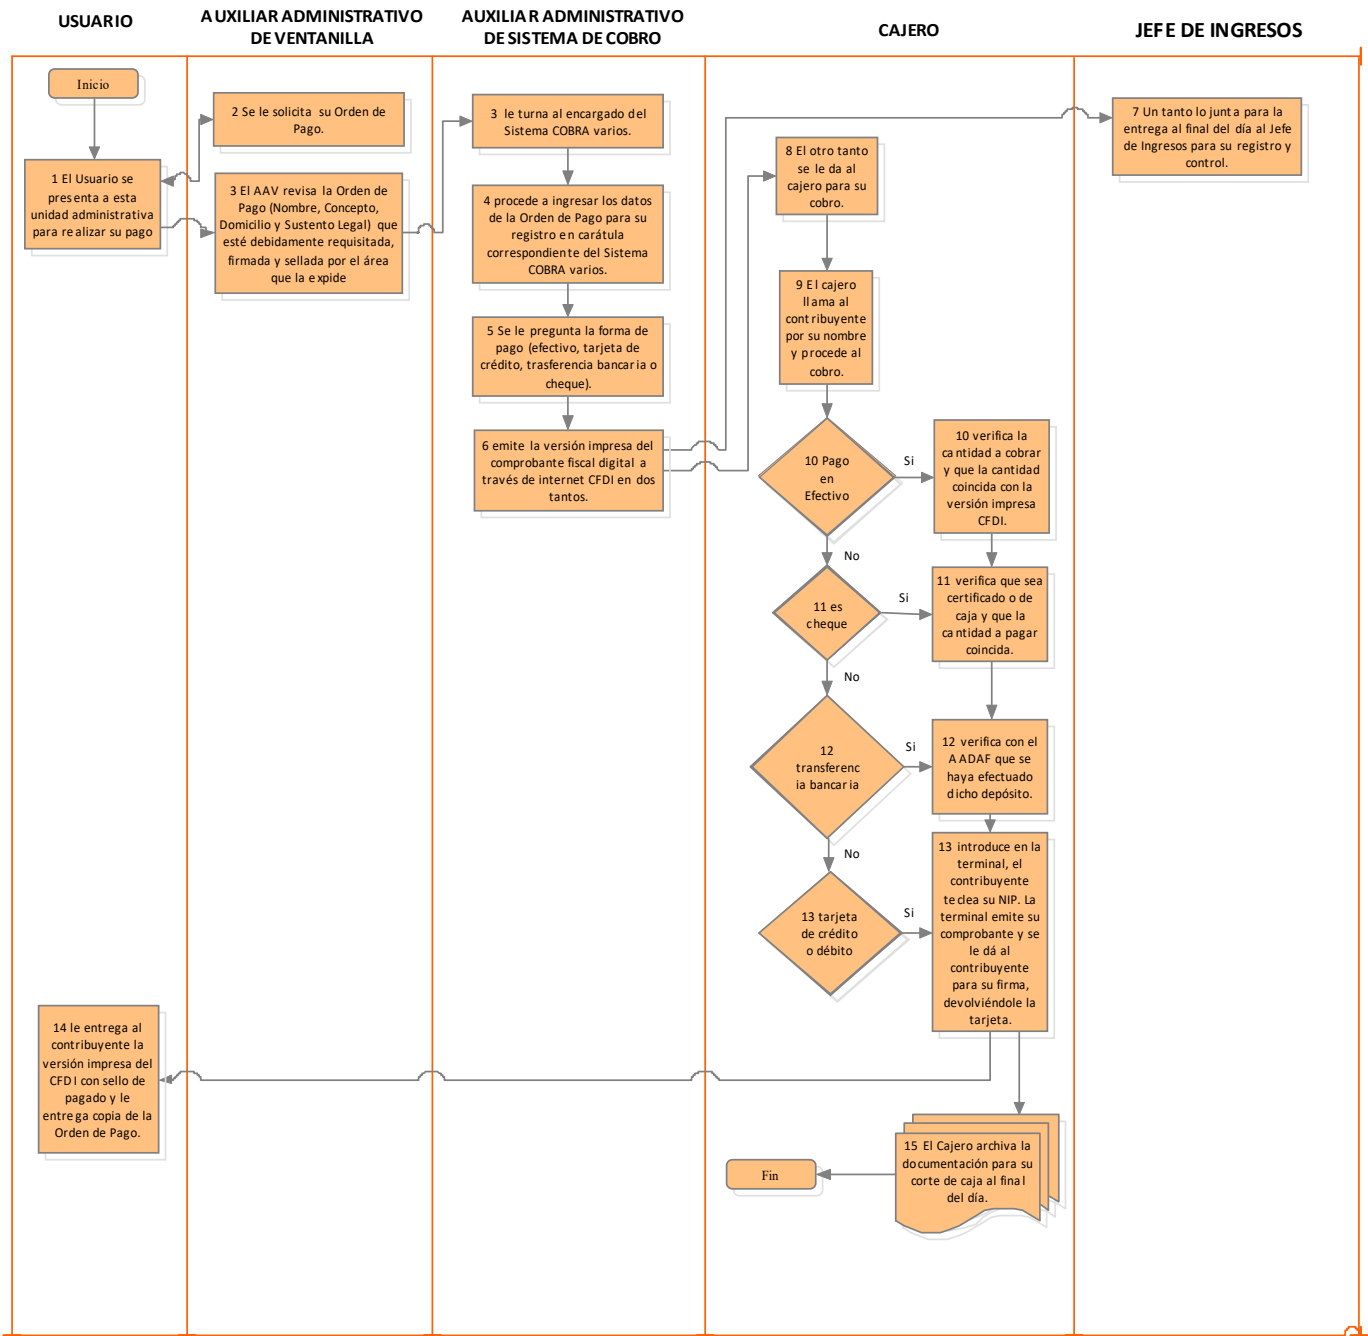 USUARIO
AUXILIAR ADMINISTRATIVO
DE VENTANILLA
AUXILIAR ADMINISTRATIVO
DE SISTEMA DE COBRO
CAJERO
JEFE DE INGRESOS
Inicio
1 El Usuario se
presenta a esta
unidad administrativa
para realizar su pago
2 Se le solicita su Orden de
Pago.
3 El AAV revisa la Orden de
Pago (Nombre, Concepto,
Domicilio y Sustento Legal) que
esté debidamente requisitada,
firmada y sellada por el área
que la expide
3 le turna al encargado del
Sistema COBRA varios.
4 procede a ingresar los datos
de la Orden de Pago para su
registro en carátula
correspondiente del Sistema
COBRA varios.
5 Se le pregunta la forma de
pago (efectivo, tarjeta de
crédito, trasferencia bancaria o
cheque).
6 emite la versión impresa del
comprobante fiscal digital a
través de internet CFDI en dos
tantos.
7 Un tanto lo junta para la
entrega al final del día al Jefe
de Ingresos para su registro y
control.
8 El otro tanto
se le da al
cajero para su
cobro.
9 El cajero
llama al
contribuyente
por su nombre
y procede al
cobro.
10 Pago
en
Efectivo
Si
10 verifica la
cantidad a cobrar
y que la cantidad
coincida con la
versión impresa
CFDI.
No
11 es
cheque
Si
11 verifica que sea
certificado o de
caja y que la
cantidad a pagar
coincida.
No
12
transferenc
ia bancaria
Si
12 verifica con el
AADAF que se
haya efectuado
dicho depósito.
No
13 tarjeta
de crédito
o débito
Si
13 introduce en la
terminal, el
contribuyente
teclea su NIP. La
terminal emite su
comprobante y se
le dá al
contribuyente
para su firma,
devolviéndole la
tarjeta.
14 le entrega al
contribuyente la
versión impresa del
CFDI con sello de
pagado y le
entrega copia de la
Orden de Pago.
15 El Cajero archiva la
documentación para su
corte de caja al final
del día.
Fin